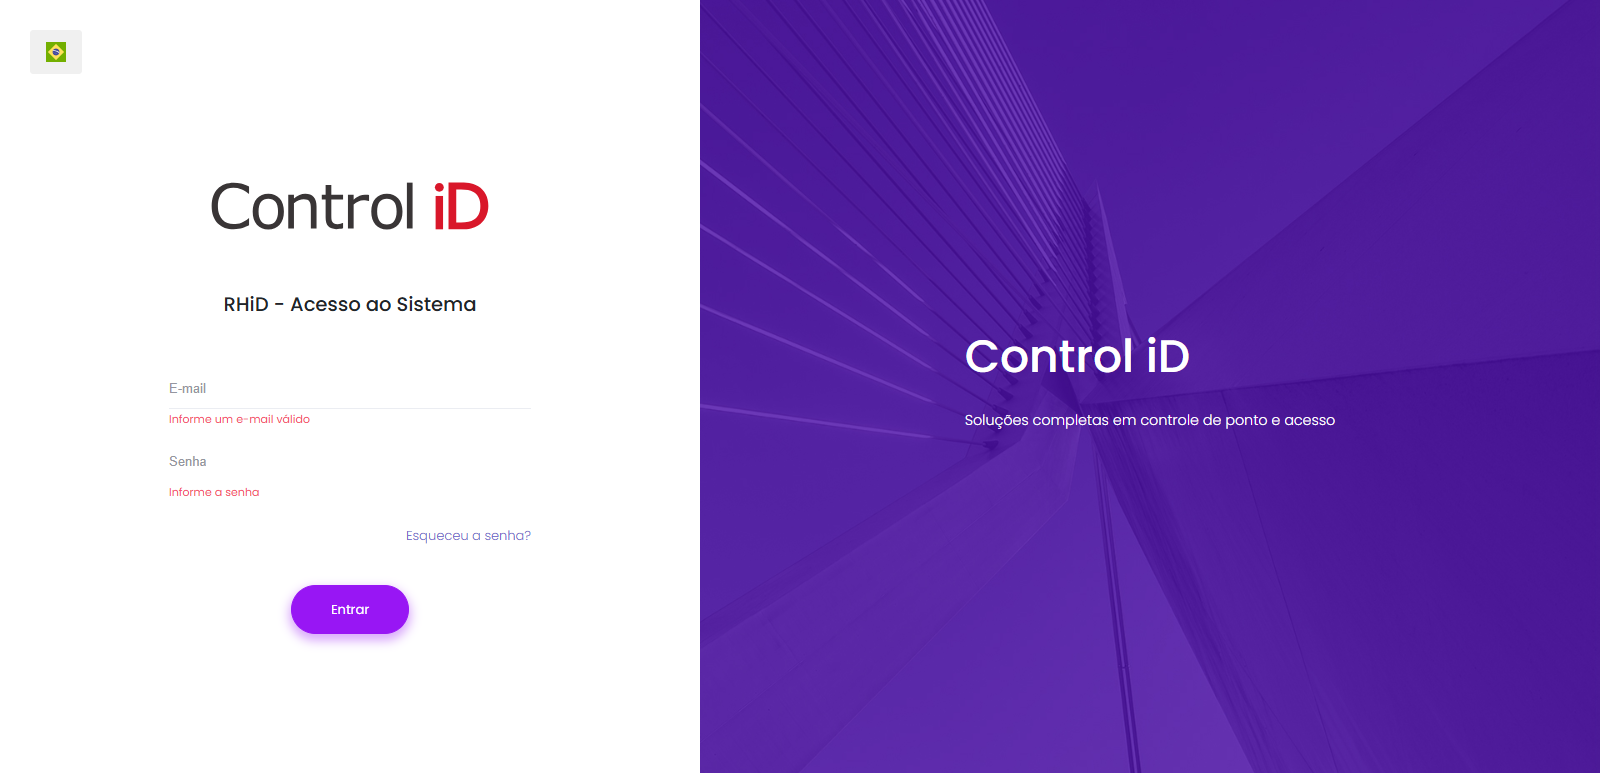 Control iD
RHiD - Acesso ao Sistema
E-mail
Informe um e-mail válido
Senha
Informe a senha
Esqueceu a senha?
Entrar
Control iD
Soluções completas em controle de ponto e acesso